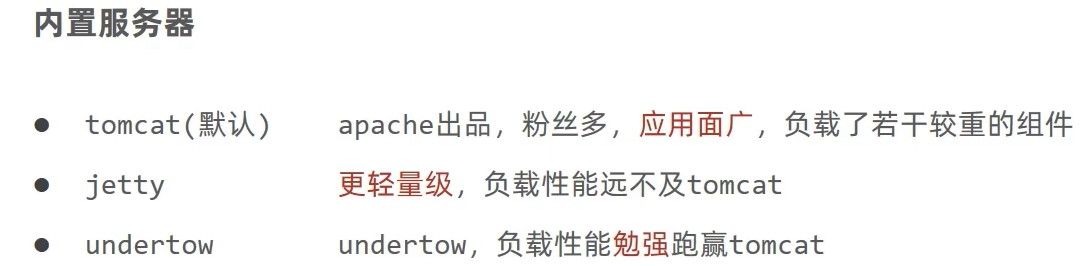 内置服务器
● tomcat(默认) apache出品，粉丝多，应用面广，负载了若干较重的组件
● jetty 更轻量级，负载性能远不及tomcat
● undertow undertow，负载性能勉强跑赢tomcat